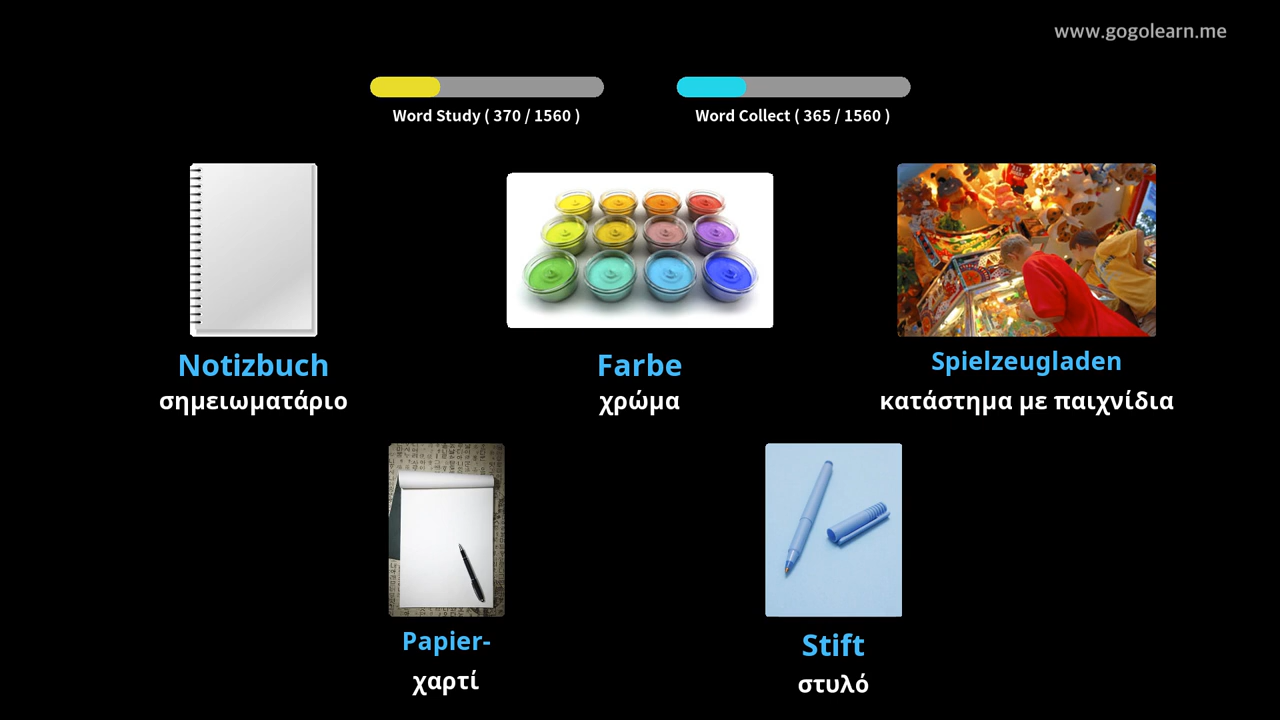 www.gogolearn.me
Word Study ( 370 / 1560 )
Word Collect ( 365 / 1560 )
Notizbuch
σημειωματάριο
Farbe
χρώμα
Spielzeugladen
κατάστημα με παιχνίδια
Papier-
χαρτί
Stift
στυλό